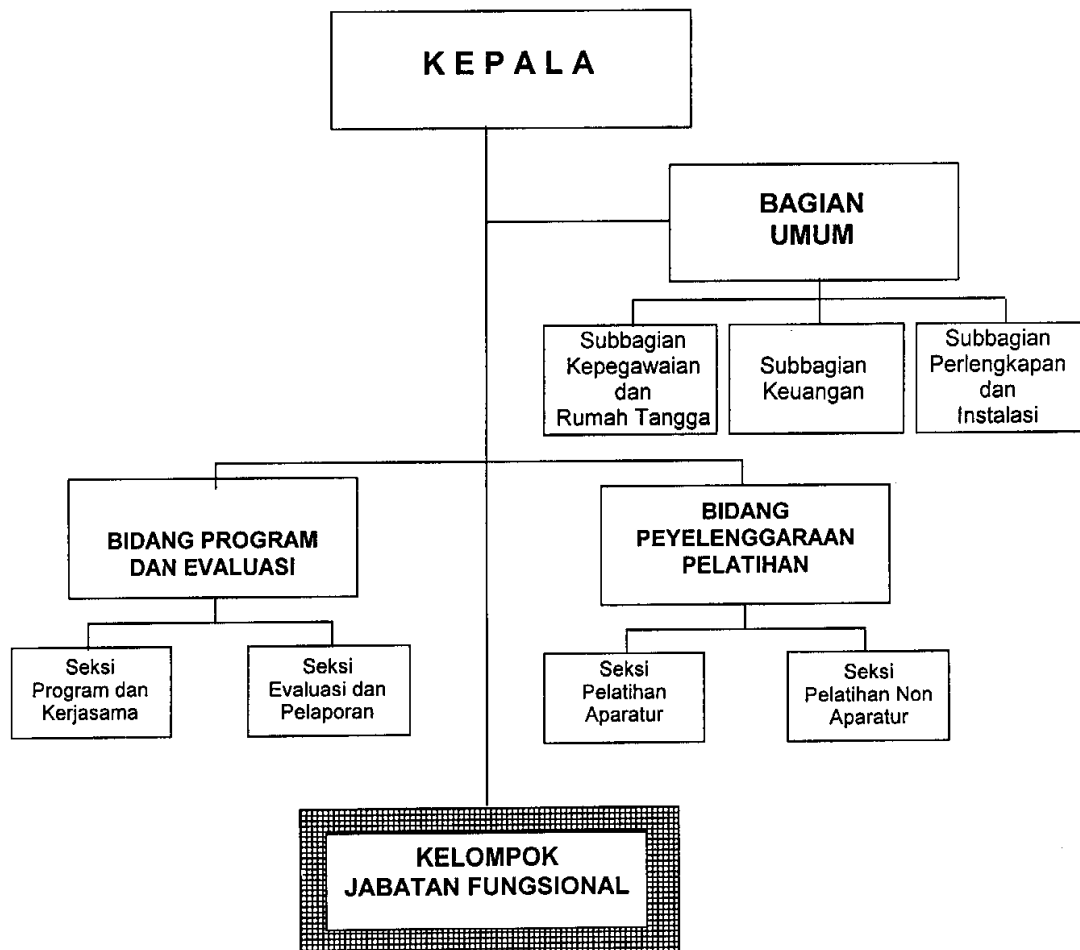 K E P A L A
BAGIAN
UMUM
Subbagian
Kepegawaian
dan
Rumah Tangga
Subbagian
Keuangan
Subbagian
Perlengkapan
dan
Instalasi
BIDANG PROGRAM
DAN EVALUASI
BIDANG
PEYELENGGARAAN
PELATIHAN
Seksi
Program dan
Kerjasama
Seksi
Evaluasi dan
Pelaporan
Seksi
Pelatihan
Aparatur
Seksi
Pelatihan Non
Aparatur
KELOMPOK
JABATAN FUNGSIONAL